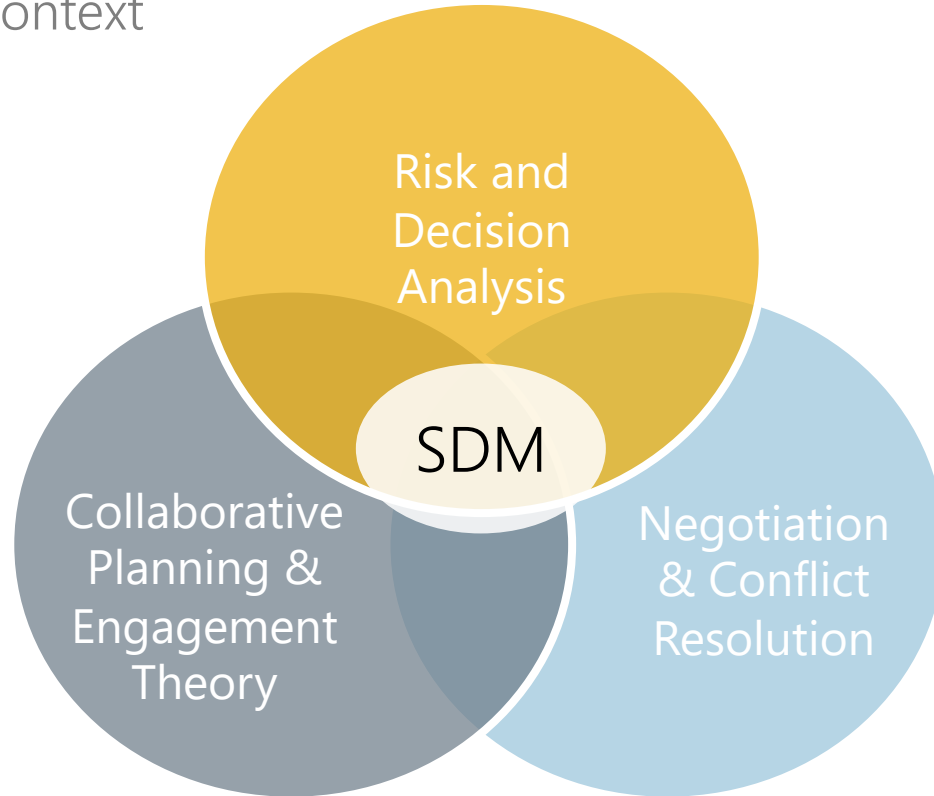 ontext
Risk and
Decision
Analysis
SDM
Collaborative
Planning &
Engagement
Theory
Negotiation
& Conflict
Resolution